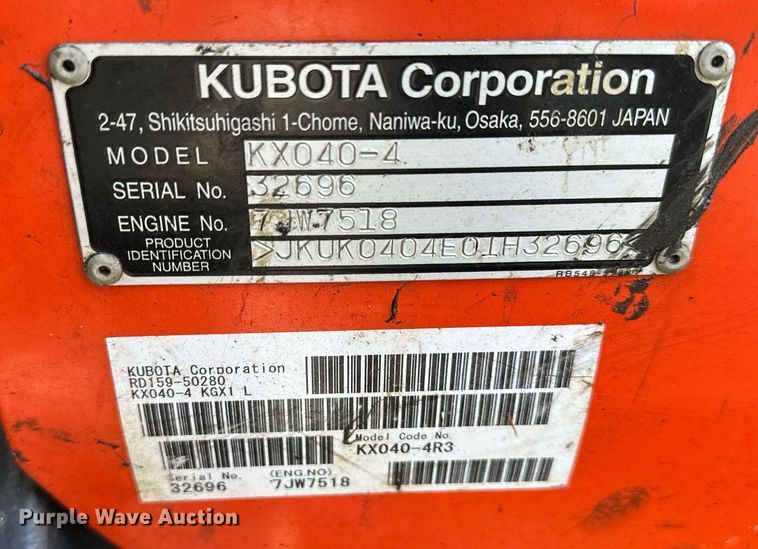 KUBOTA Corporation
2-47, Shikitsuhigashi 1-Chome, Naniwa-ku, Osaka, 556-8601 JAPAN
MODEL KX040-4
SERIAL No. 32696
ENGINE No. 7JW7518
PRODUCT
IDENTIFICATION
NUMBER
>JKUK0404E01H32696<
KUBOTA Corporation
RD159-50280
KX040-4 KGX1 L
Model Code No.
KX040-4R3
Serial No. (ENG.NO)
32696 7JW7518
Purple Wave Auction